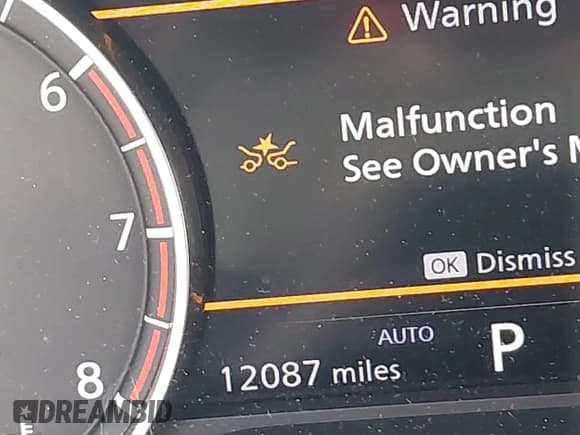 Warning
Malfunction
See Owner's M
OK Dismiss
AUTO
P
12087 miles
6
7
8
E
DREAMBID